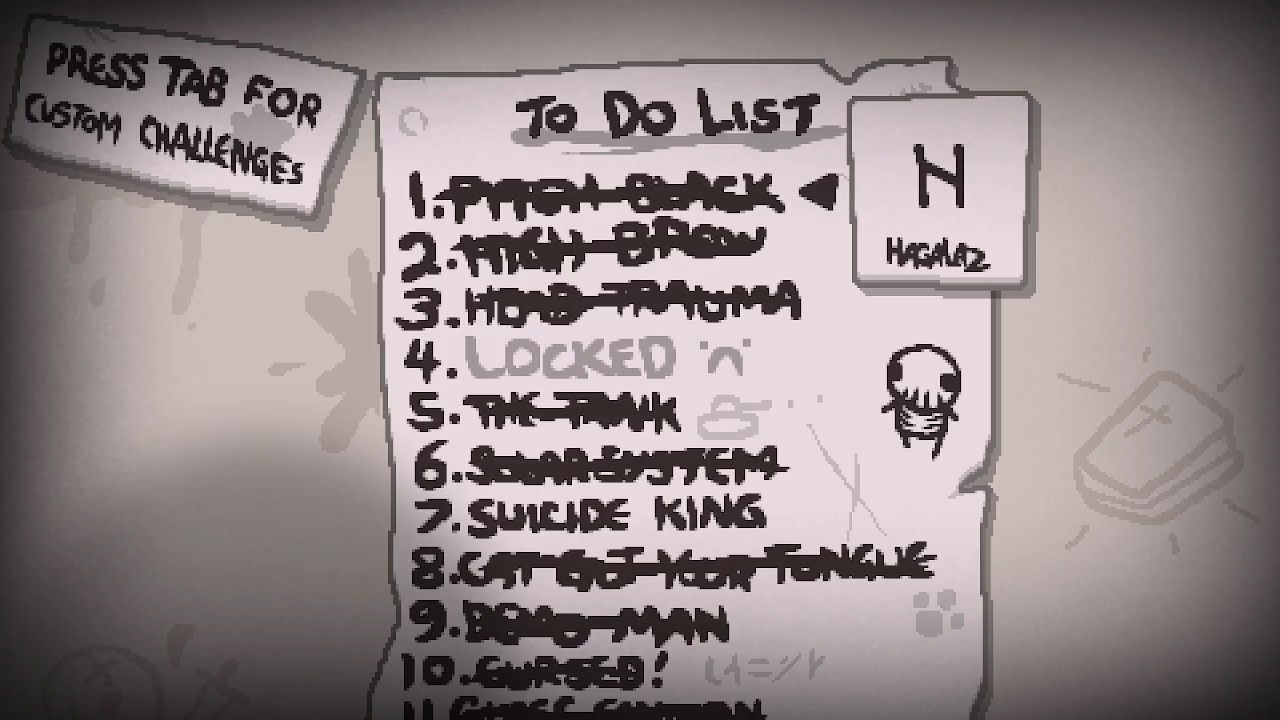 PRESS TAB FOR
CUSTOM CHALLENGES
TO DO LIST
1. PITCH BLACK
2. HIGH BROW
3. HEAD TRAUMA
4. LOCKED
5. THE TANK
6. SOLAR SYSTEM
7. SUICIDE KING
8. CAT GOT YOUR TONGUE
9. DEMO MAN
10. CURSED!
11.
HAGALAZ